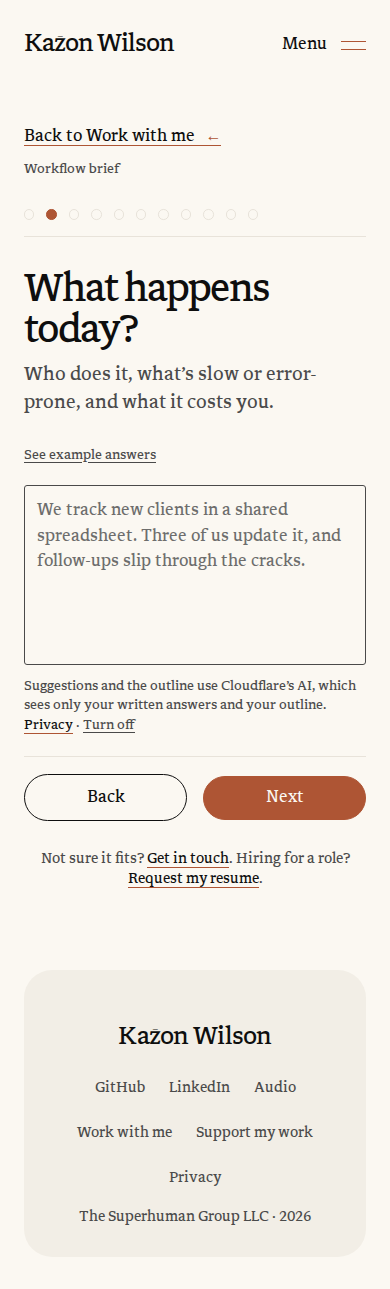 Każon Wilson
Menu
Back to Work with me ←
Workflow brief
What happens
today?
Who does it, what’s slow or error-
prone, and what it costs you.
See example answers
We track new clients in a shared
spreadsheet. Three of us update it, and
follow-ups slip through the cracks.
Suggestions and the outline use Cloudflare’s AI, which
sees only your written answers and your outline.
Privacy · Turn off
Back
Next
Not sure it fits? Get in touch. Hiring for a role?
Request my resume.
Każon Wilson
GitHub LinkedIn Audio
Work with me Support my work
Privacy
The Superhuman Group LLC · 2026